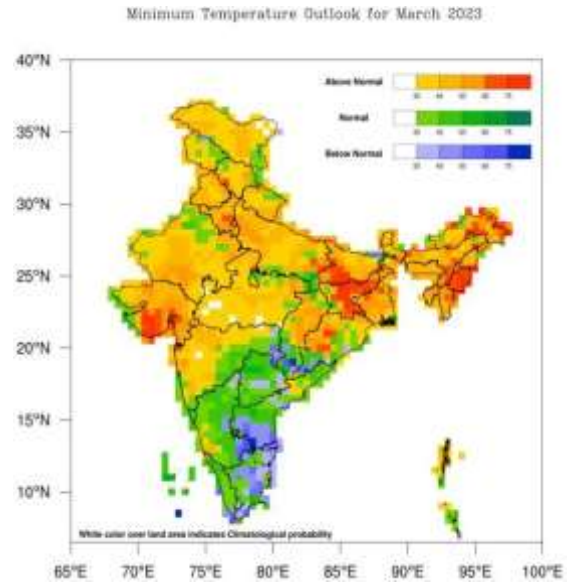 Minimum Temperature Outlook for March 2023
40°N
35°N
30°N
25°N
20°N
15°N
10°N
Above Normal
Normal
Below Normal
White color over land area indicates Climatological probability
65°E 70°E 75°E 80°E 85°E 90°E 95°E 100°E